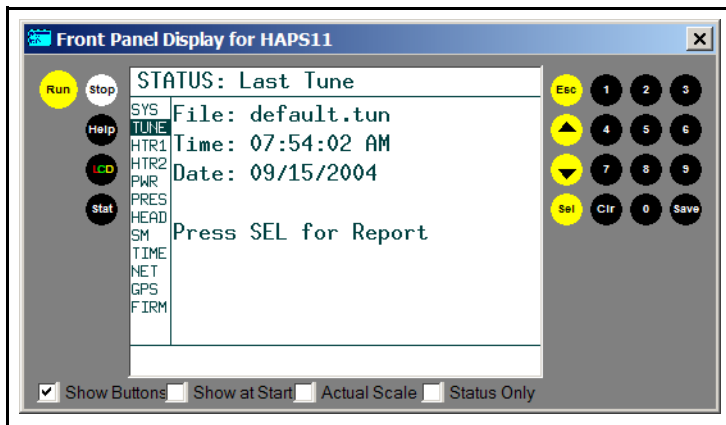 Front Panel Display for HAPS11
Run
Stop
Help
LCD
Stat
STATUS: Last Tune
SYS
TUNE
HTR1
HTR2
PWR
PRES
HEAD
SM
TIME
NET
GPS
FIRM
File: default.tun
Time: 07:54:02 AM
Date: 09/15/2004
Press SEL for Report
Esc 1 2 3
4 5 6
7 8 9
Sel Clr 0 Save
Show Buttons Show at Start Actual Scale Status Only